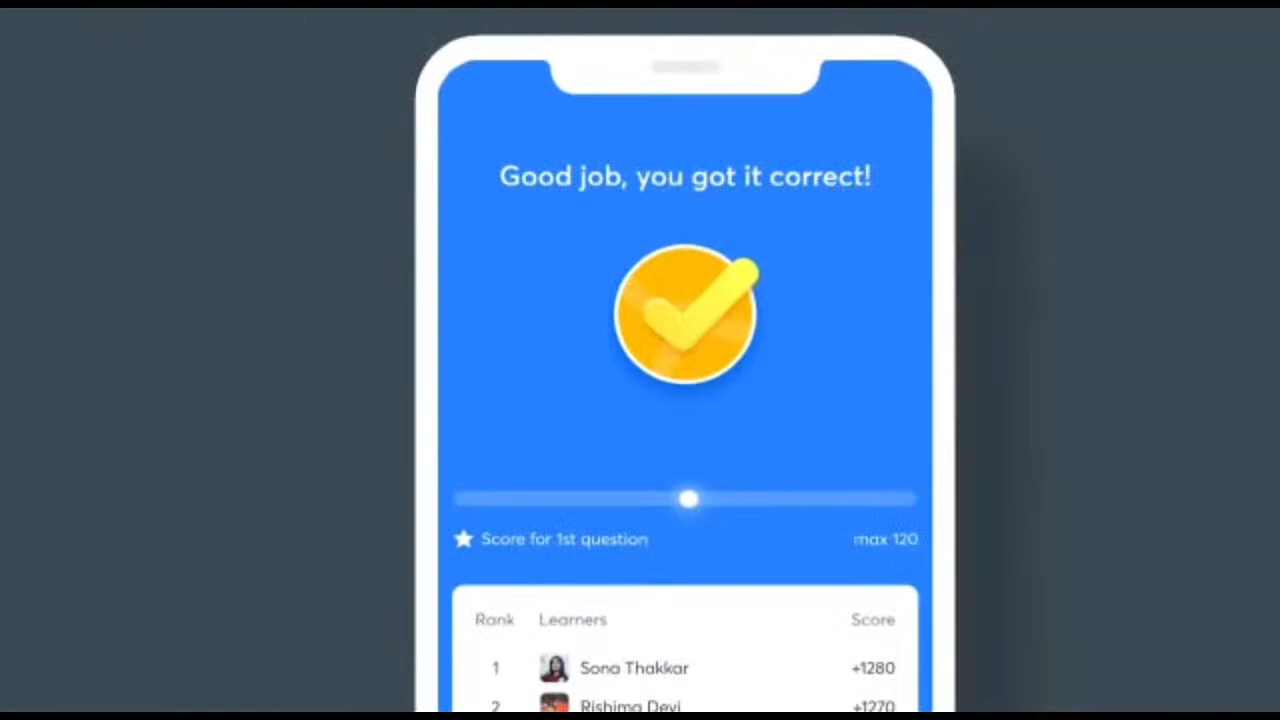 Good job, you got it correct!
Score for 1st question max 120
Rank Learners Score
1 Sona Thakkar +1280
2 Rishima Devi +1270